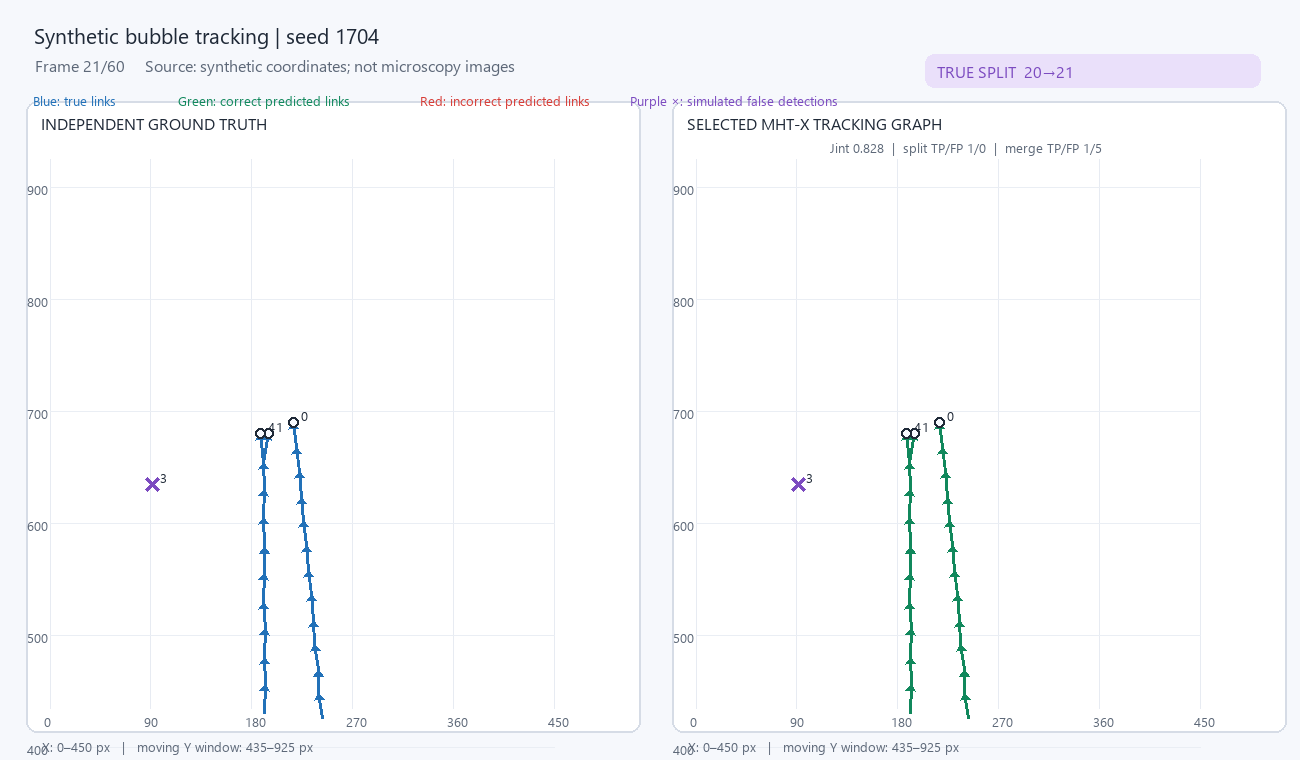 Synthetic bubble tracking | seed 1704
Frame 21/60 Source: synthetic coordinates; not microscopy images
TRUE SPLIT 20→21
Blue: true links Green: correct predicted links Red: incorrect predicted links Purple ×: simulated false detections
INDEPENDENT GROUND TRUTH
900
800
700
600
500
400
0
41
3
0 90 180 270 360 450
X: 0–450 px | moving Y window: 435–925 px
SELECTED MHT-X TRACKING GRAPH
Jint 0.828 | split TP/FP 1/0 | merge TP/FP 1/5
900
800
700
600
500
400
0
41
3
0 90 180 270 360 450
X: 0–450 px | moving Y window: 435–925 px